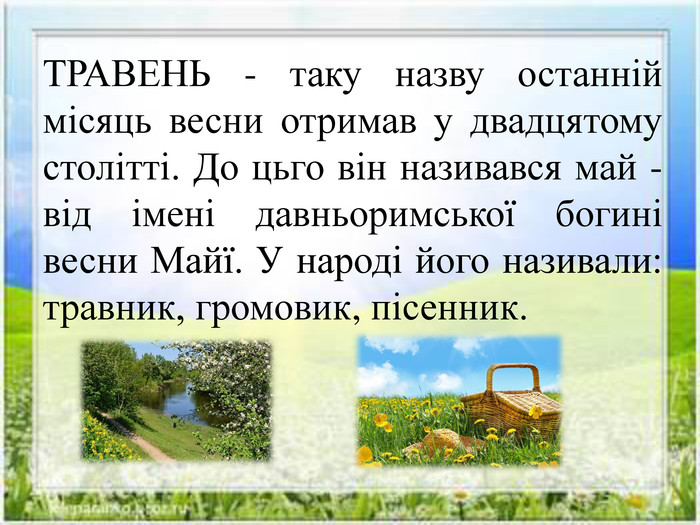 ТРАВЕНЬ - таку назву останній
місяць весни отримав у двадцятому
столітті. До цьго він називався май -
від імені давньоримської богині
весни Майї. У народі його називали:
травник, громовик, пісенник.